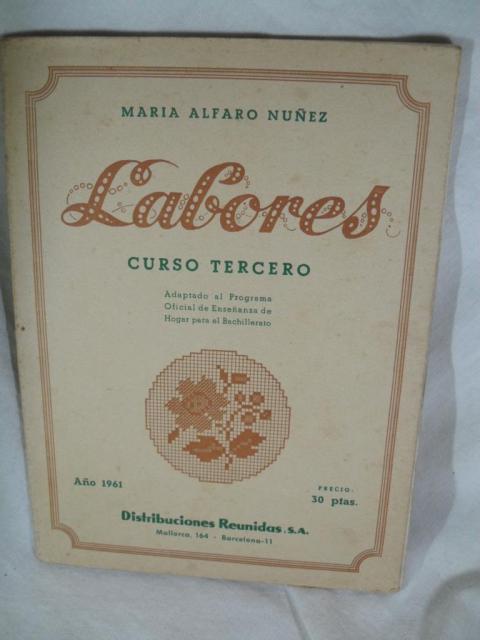 MARIA ALFARO NUÑEZ
Labores
CURSO TERCERO
Adaptado al Programa
Oficial de Enseñanza de
Hogar para el Bachillerato
Año 1961
PRECIO:
30 ptas.
Distribuciones Reunidas, S.A.
Mallorca, 164 - Barcelona-11